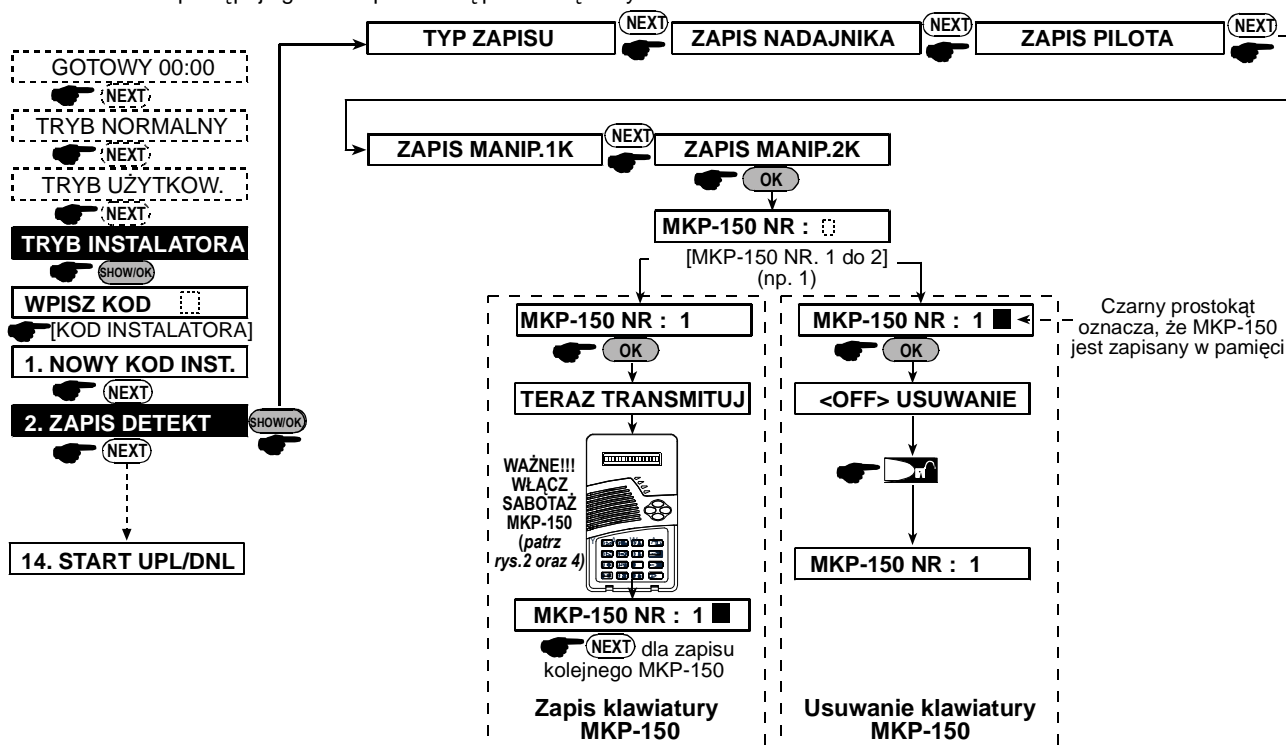 TYP ZAPISU NEXT ZAPIS NADAJNIKA NEXT ZAPIS PILOTA NEXT
GOTOWY 00:00
NEXT
TRYB NORMALNY
NEXT
TRYB UŻYTKOW.
NEXT
TRYB INSTALATORA
SHOW/OK
WPISZ KOD
[KOD INSTALATORA]
1. NOWY KOD INST.
NEXT
2. ZAPIS DETEKT SHOW/OK
NEXT
14. START UPL/DNL
ZAPIS MANIP.1K NEXT ZAPIS MANIP.2K
OK
MKP-150 NR :
[MKP-150 NR. 1 do 2]
(np. 1)
MKP-150 NR : 1
OK
TERAZ TRANSMITUJ
WAŻNE!!!
WŁĄCZ
SABOTAŻ
MKP-150
(patrz
rys.2 oraz 4)
MKP-150 NR : 1
NEXT dla zapisu
kolejnego MKP-150
Zapis klawiatury
MKP-150
MKP-150 NR : 1
OK
<OFF> USUWANIE
MKP-150 NR : 1
Usuwanie klawiatury
MKP-150
Czarny prostokąt
oznacza, że MKP-150
jest zapisany w pamięci